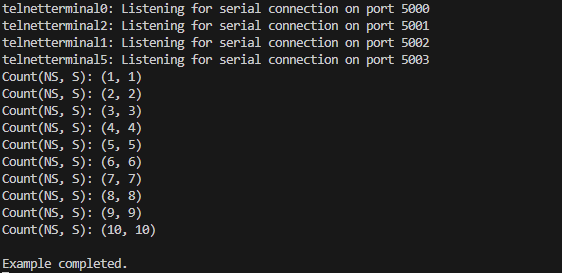 telnetterminal0: Listening for serial connection on port 5000
telnetterminal2: Listening for serial connection on port 5001
telnetterminal1: Listening for serial connection on port 5002
telnetterminal5: Listening for serial connection on port 5003
Count(NS, S): (1, 1)
Count(NS, S): (2, 2)
Count(NS, S): (3, 3)
Count(NS, S): (4, 4)
Count(NS, S): (5, 5)
Count(NS, S): (6, 6)
Count(NS, S): (7, 7)
Count(NS, S): (8, 8)
Count(NS, S): (9, 9)
Count(NS, S): (10, 10)
Example completed.